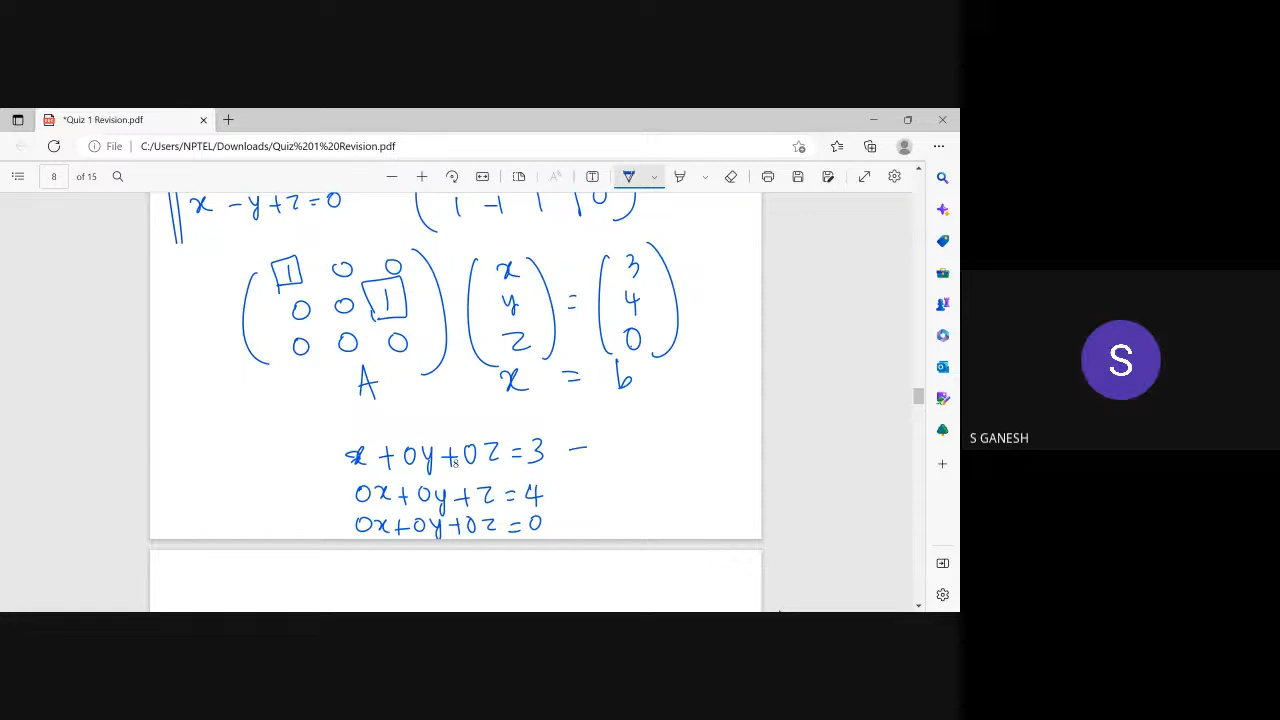 *Quiz 1 Revision.pdf
File C:/Users/NPTEL/Downloads/Quiz%201%20Revision.pdf
8 of 15
x - y + z = 0 1 -1 1 | 0
1 0 0 x 3
0 0 1 y = 4
0 0 0 z 0
A x = b
x + 0y + 0z = 3 -
0x + 0y + z = 4
0x + 0y + 0z = 0
S
S GANESH